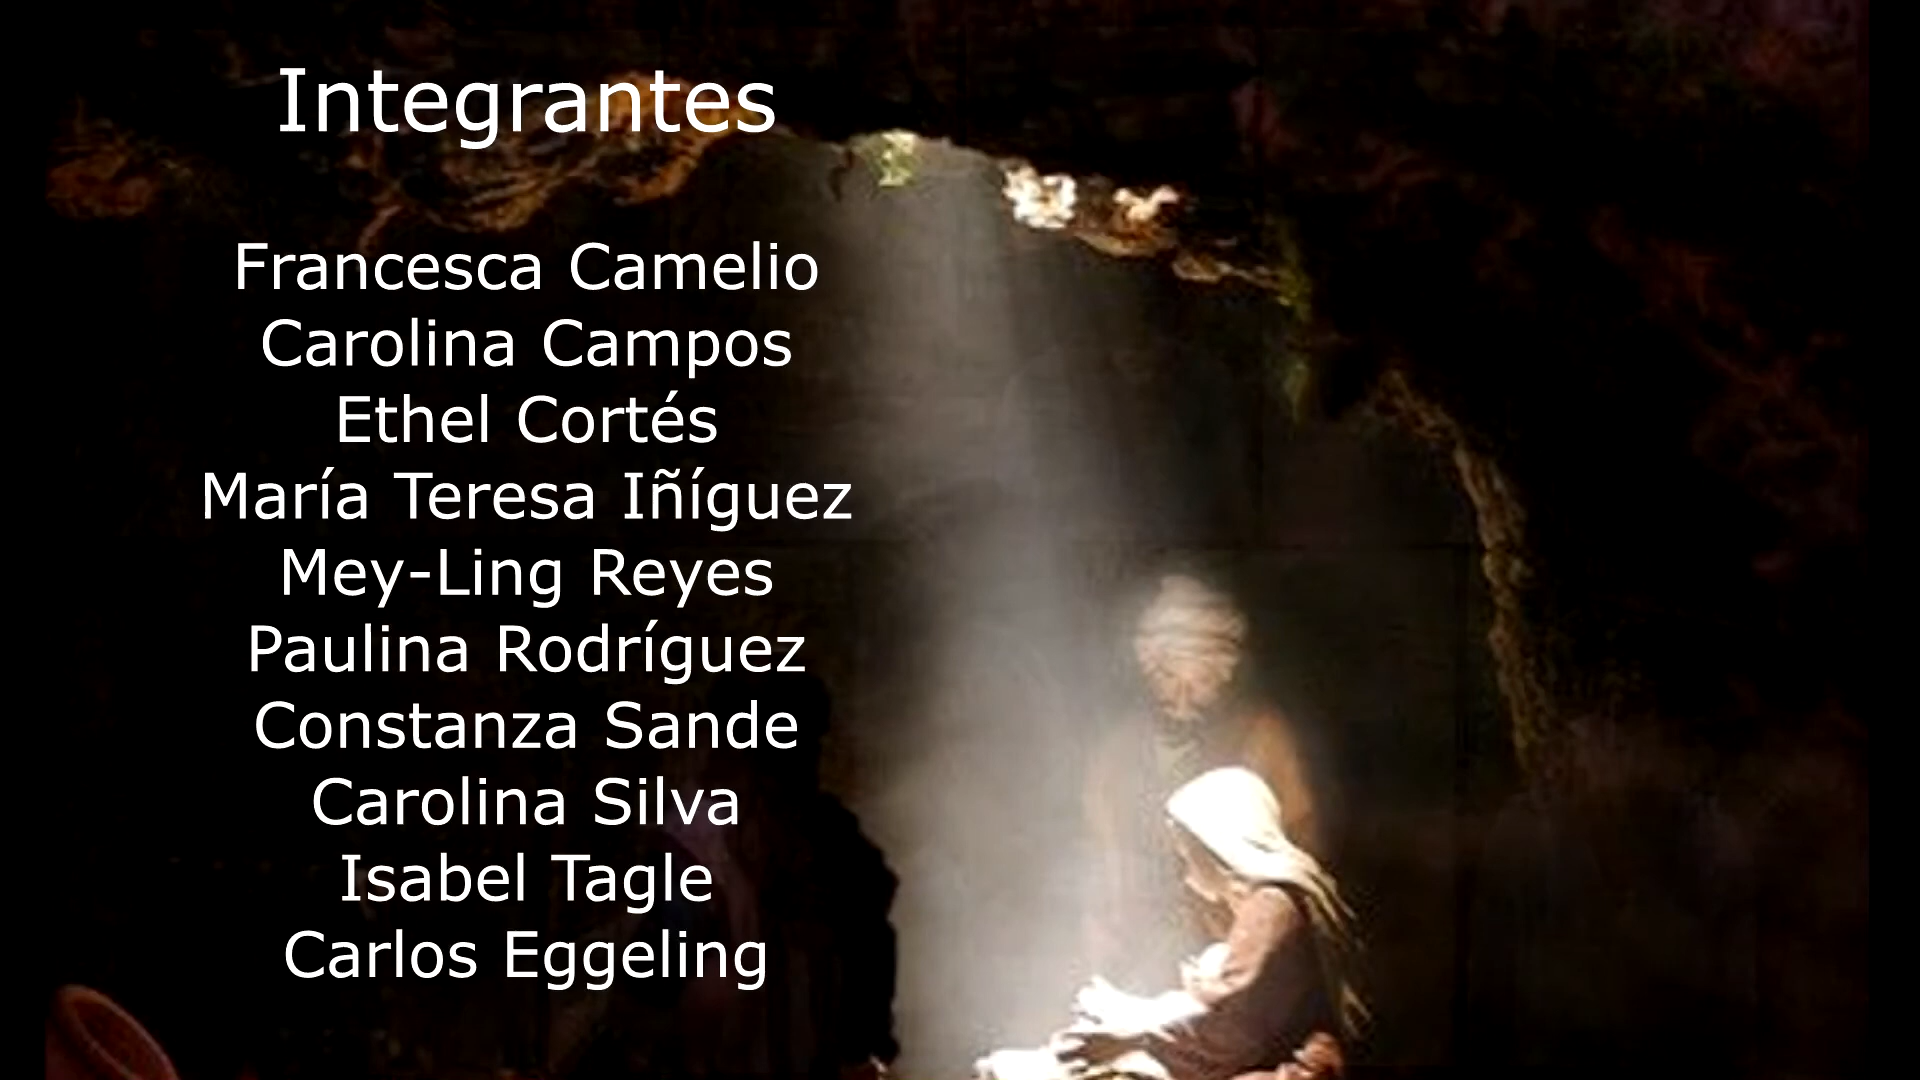 Integrantes
Francesca Camelio
Carolina Campos
Ethel Cortés
María Teresa Iñíguez
Mey-Ling Reyes
Paulina Rodríguez
Constanza Sande
Carolina Silva
Isabel Tagle
Carlos Eggeling